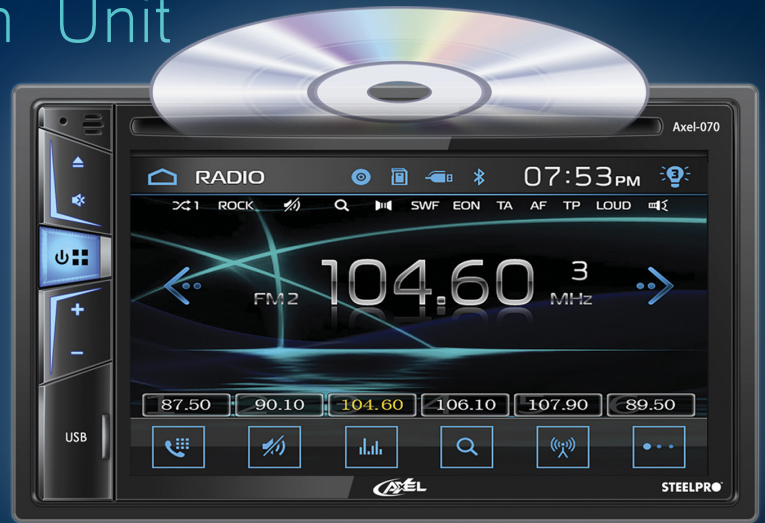 n Unit
Axel-070
RADIO
07:53PM
3
1 ROCK SWF EON TA AF TP LOUD
FM2 104.60 3 MHz
87.50 90.10 104.60 106.10 107.90 89.50
USB
AXEL
STEELPRO